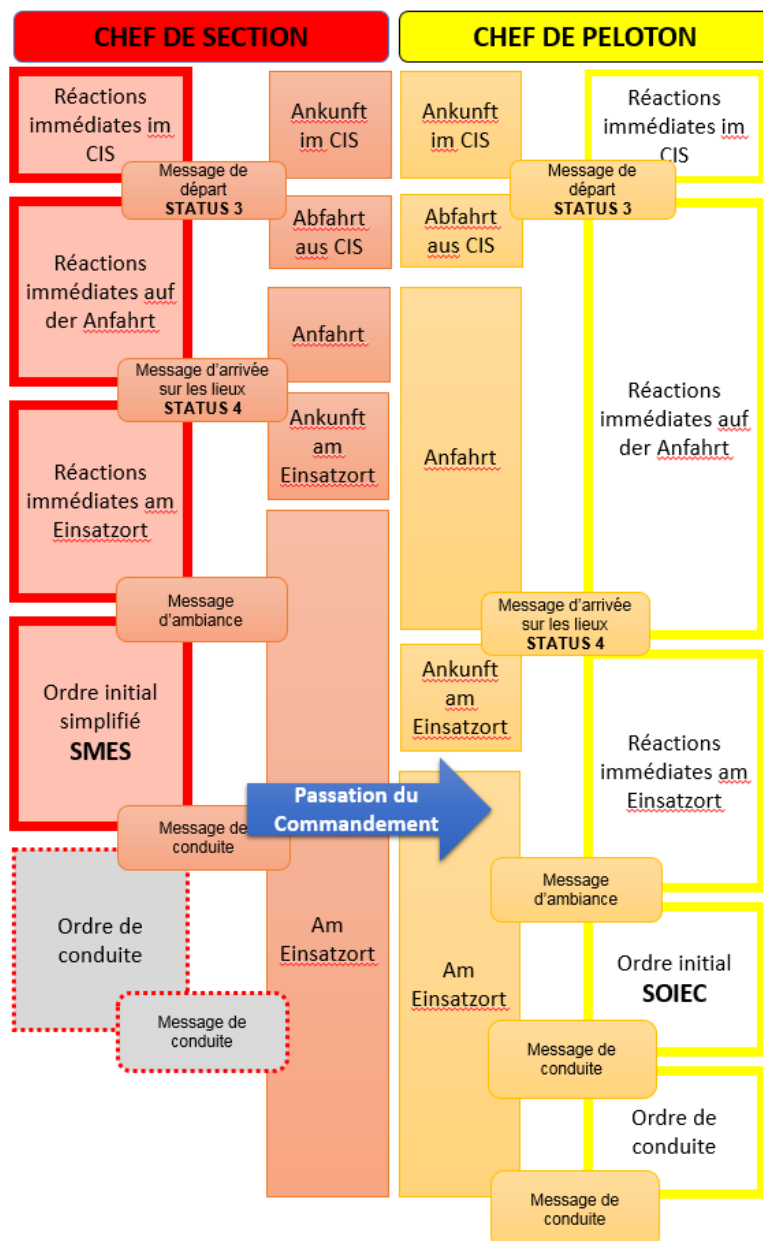 CHEF DE SECTION
Réactions
immédiates im
CIS
Message de
départ
STATUS 3
Réactions
immédiates auf
der Anfahrt
Message d'arrivée
sur les lieux
STATUS 4
Réactions
immédiates am
Einsatzort
Message
d'ambiance
Ordre initial
simplifié
SMES
Message de
conduite
Ordre de
conduite
Message de
conduite
Ankunft
im CIS
Abfahrt
aus CIS
Anfahrt
Ankunft
am
Einsatzort
Am
Einsatzort
Passation du
Commandement
CHEF DE PELOTON
Ankunft
im CIS
Abfahrt
aus CIS
Anfahrt
Ankunft
am
Einsatzort
Am
Einsatzort
Réactions
immédiates im
CIS
Message de
départ
STATUS 3
Réactions
immédiates auf
der Anfahrt
Message d'arrivée
sur les lieux
STATUS 4
Réactions
immédiates am
Einsatzort
Message
d'ambiance
Ordre initial
SOIEC
Message de
conduite
Ordre de
conduite
Message de
conduite